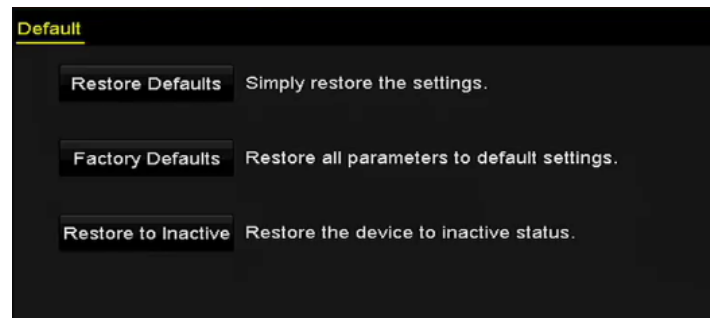 Default
Restore Defaults Simply restore the settings.
Factory Defaults Restore all parameters to default settings.
Restore to Inactive Restore the device to inactive status.